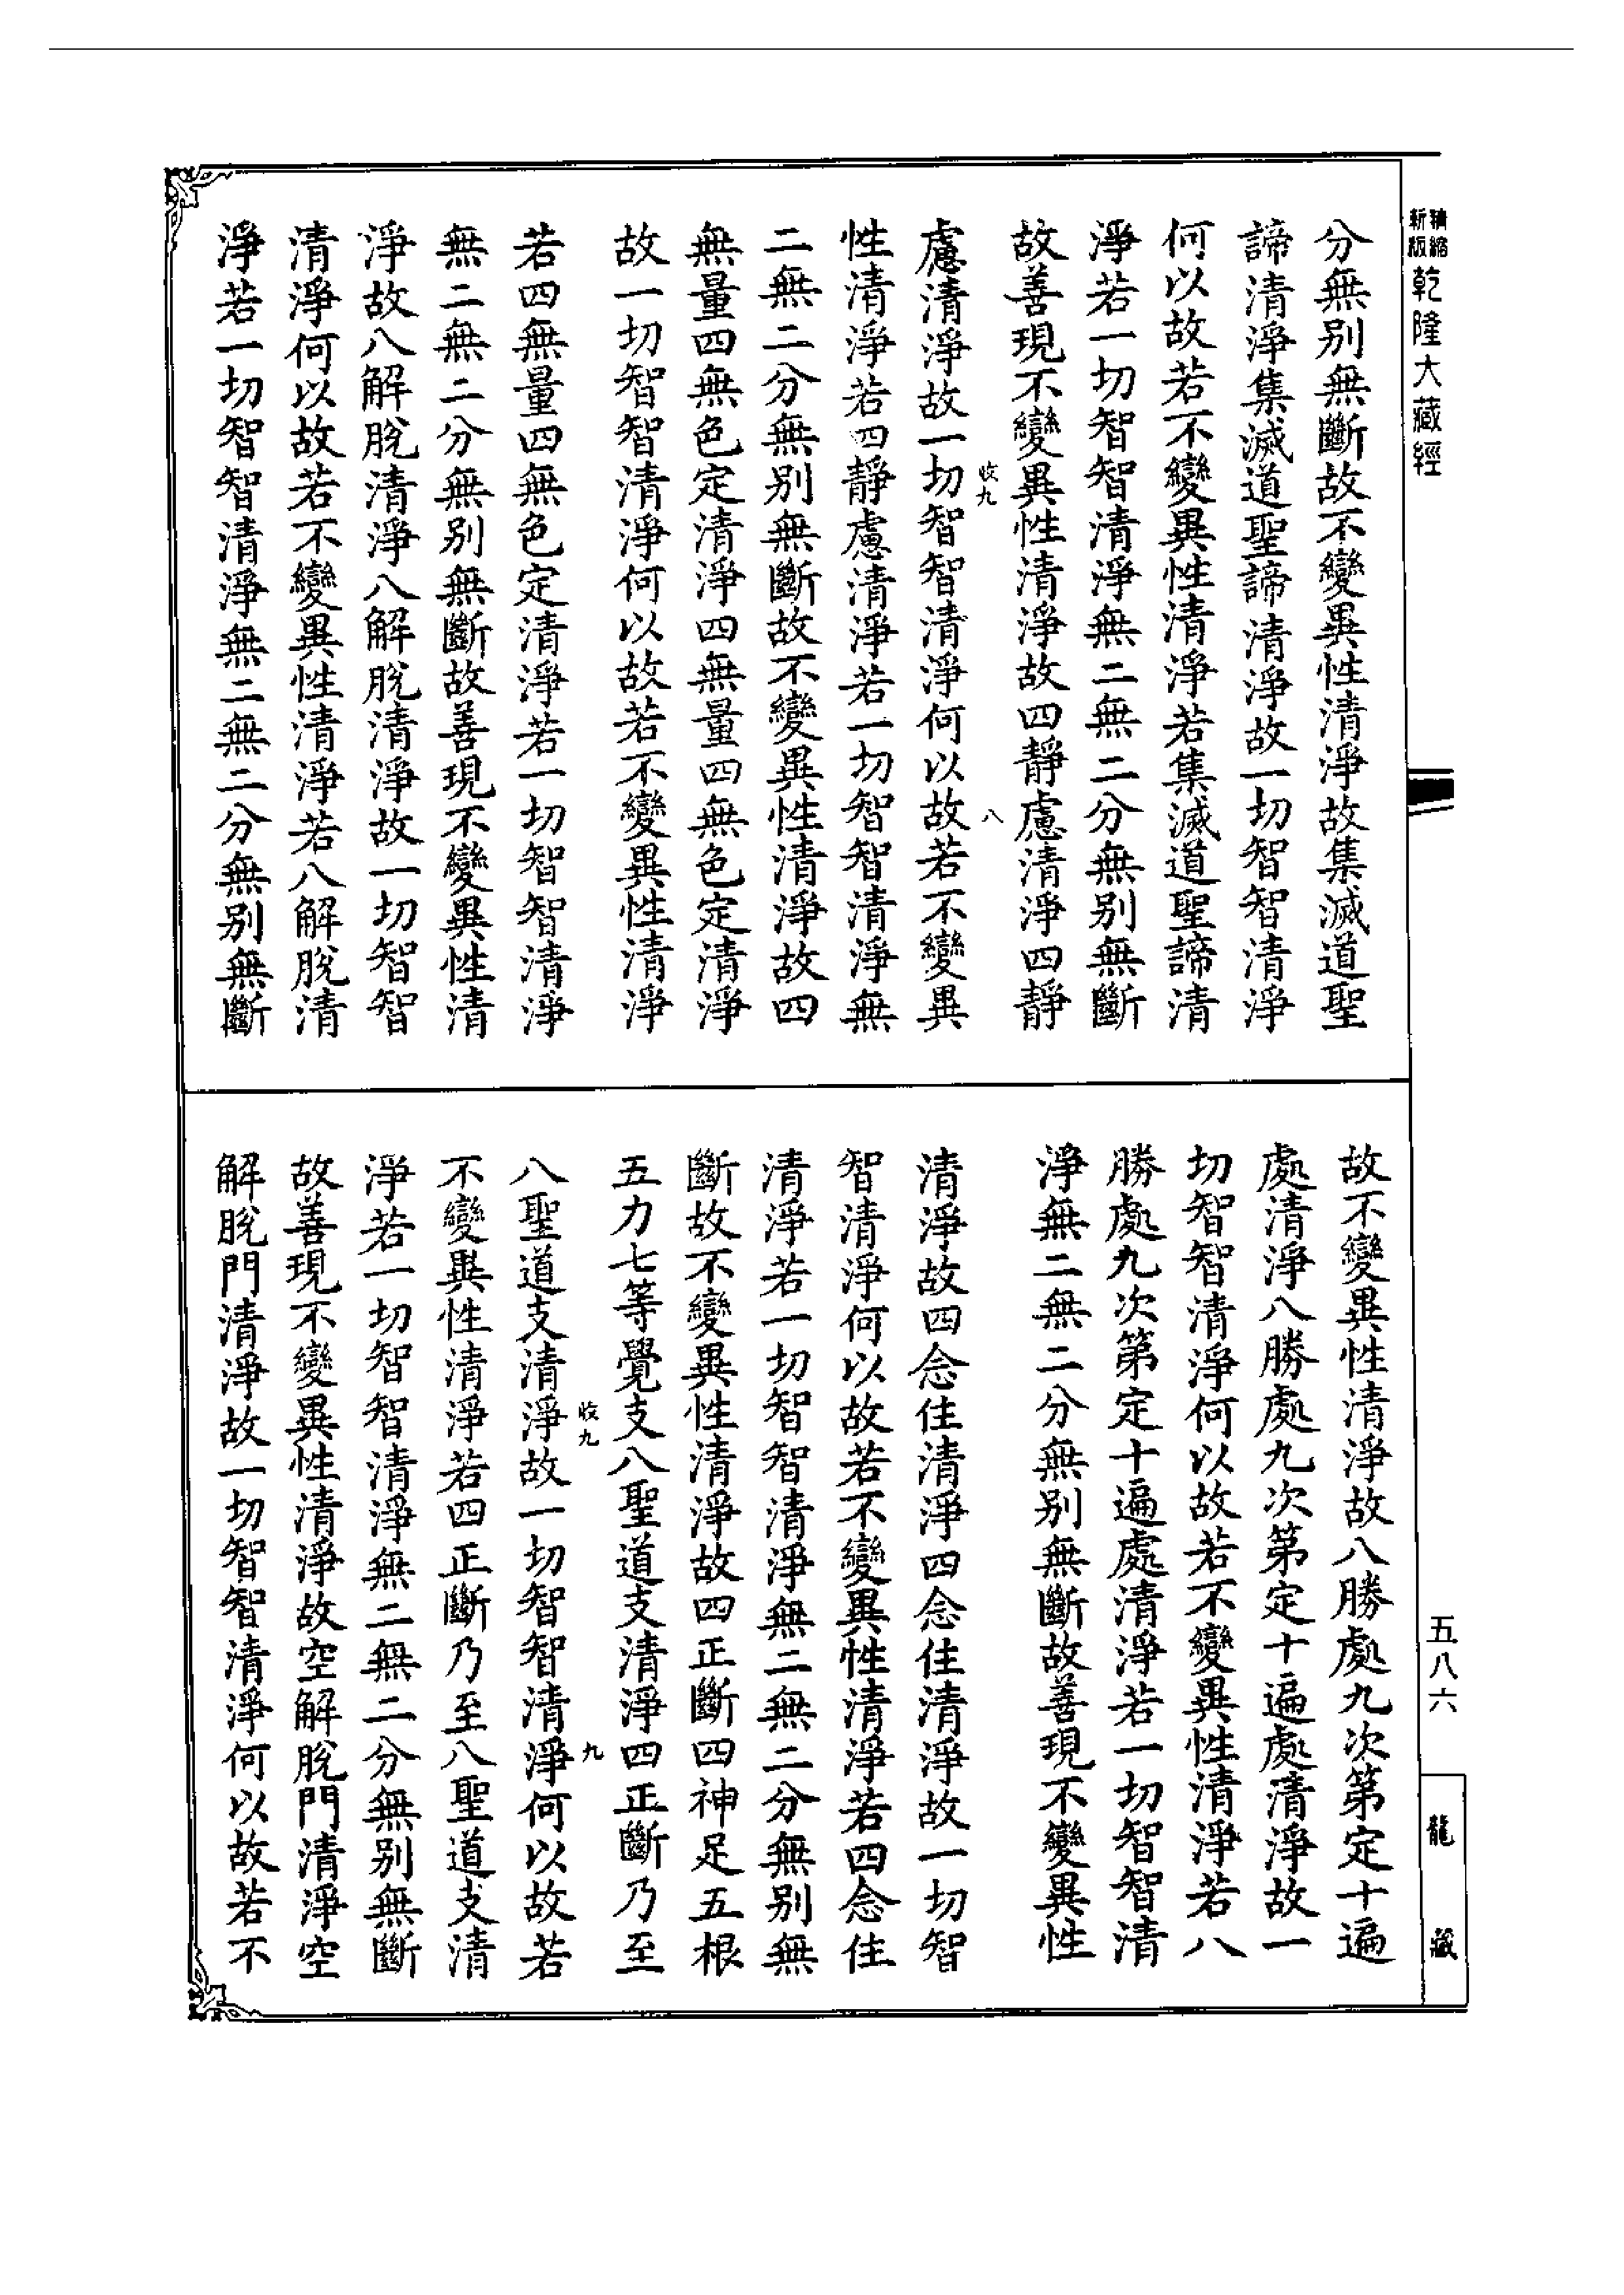 精縮新版乾隆大藏經
分無別無斷故不變異性清淨故集滅道聖
諦清淨集滅道聖諦清淨故一切智智清淨
何以故若不變異性清淨若集滅道聖諦清
淨若一切智智清淨無二無二分無別無斷
故善現不變異性清淨故四靜慮清淨四靜
收九 八
慮清淨故一切智智清淨何以故若不變異
性清淨若四靜慮清淨若一切智智清淨無
二無二分無別無斷故不變異性清淨故四
無量四無色定清淨四無量四無色定清淨
故一切智智清淨何以故若不變異性清淨
若四無量四無色定清淨若一切智智清淨
無二無二分無別無斷故善現不變異性清
淨故八解脫清淨八解脫清淨故一切智智
清淨何以故若不變異性清淨若八解脫清
淨若一切智智清淨無二無二分無別無斷
故不變異性清淨故八勝處九次第定十遍
處清淨八勝處九次第定十遍處清淨故一
切智智清淨何以故若不變異性清淨若八
勝處九次第定十遍處清淨若一切智智清
淨無二無二分無別無斷故善現不變異性
清淨故四念住清淨四念住清淨故一切智
智清淨何以故若不變異性清淨若四念住
清淨若一切智智清淨無二無二分無別無
斷故不變異性清淨故四正斷四神足五根
五力七等覺支八聖道支清淨四正斷乃至
收九 九
八聖道支清淨故一切智智清淨何以故若
不變異性清淨若四正斷乃至八聖道支清
淨若一切智智清淨無二無二分無別無斷
故善現不變異性清淨故空解脫門清淨空
解脫門清淨故一切智智清淨何以故若不
五八六
龍藏